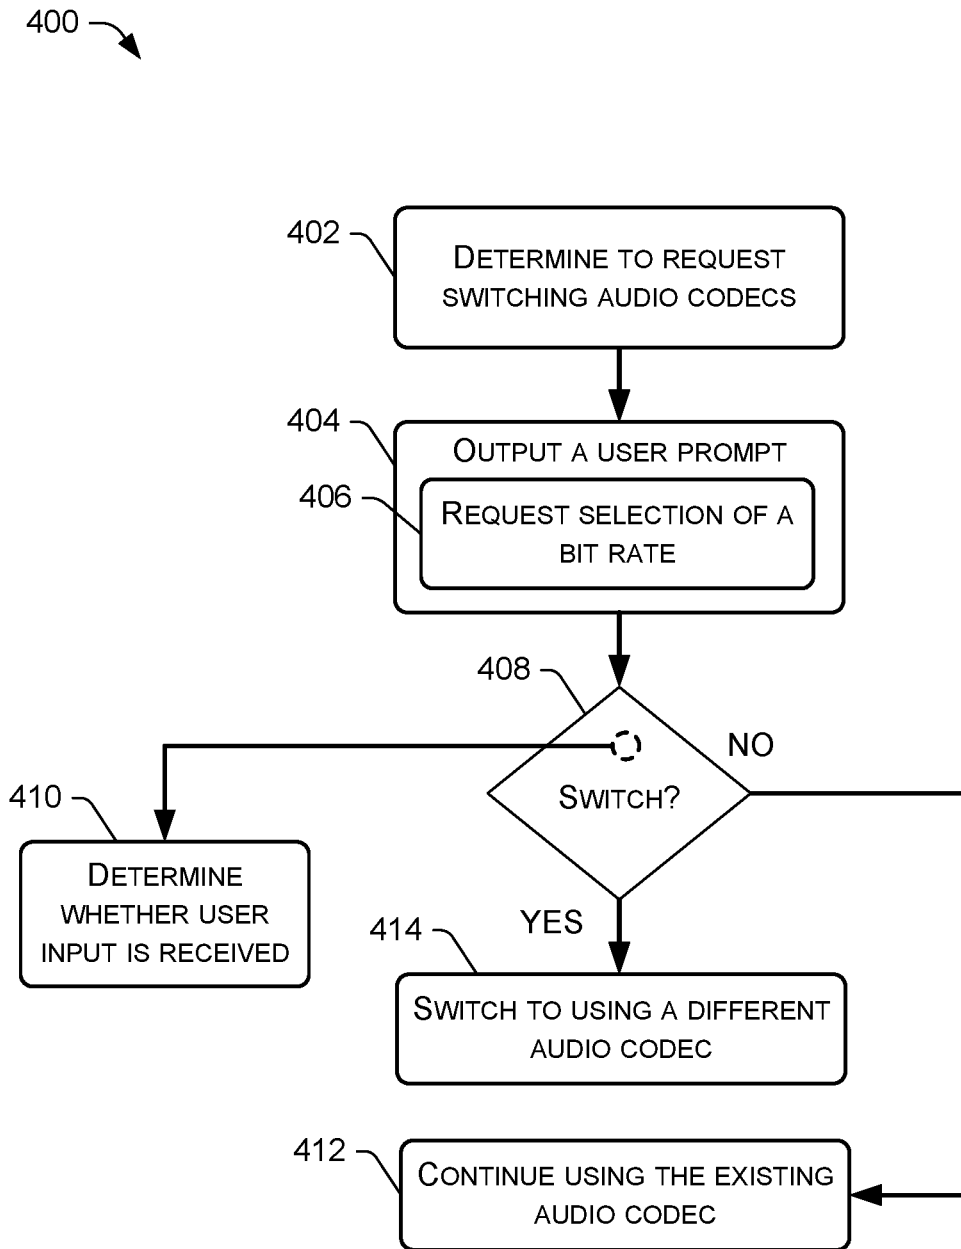 400
402
DETERMINE TO REQUEST
SWITCHING AUDIO CODECS
404
OUTPUT A USER PROMPT
406
REQUEST SELECTION OF A
BIT RATE
408
NO
SWITCH?
410
DETERMINE
WHETHER USER
INPUT IS RECEIVED
YES
414
SWITCH TO USING A DIFFERENT
AUDIO CODEC
412
CONTINUE USING THE EXISTING
AUDIO CODEC